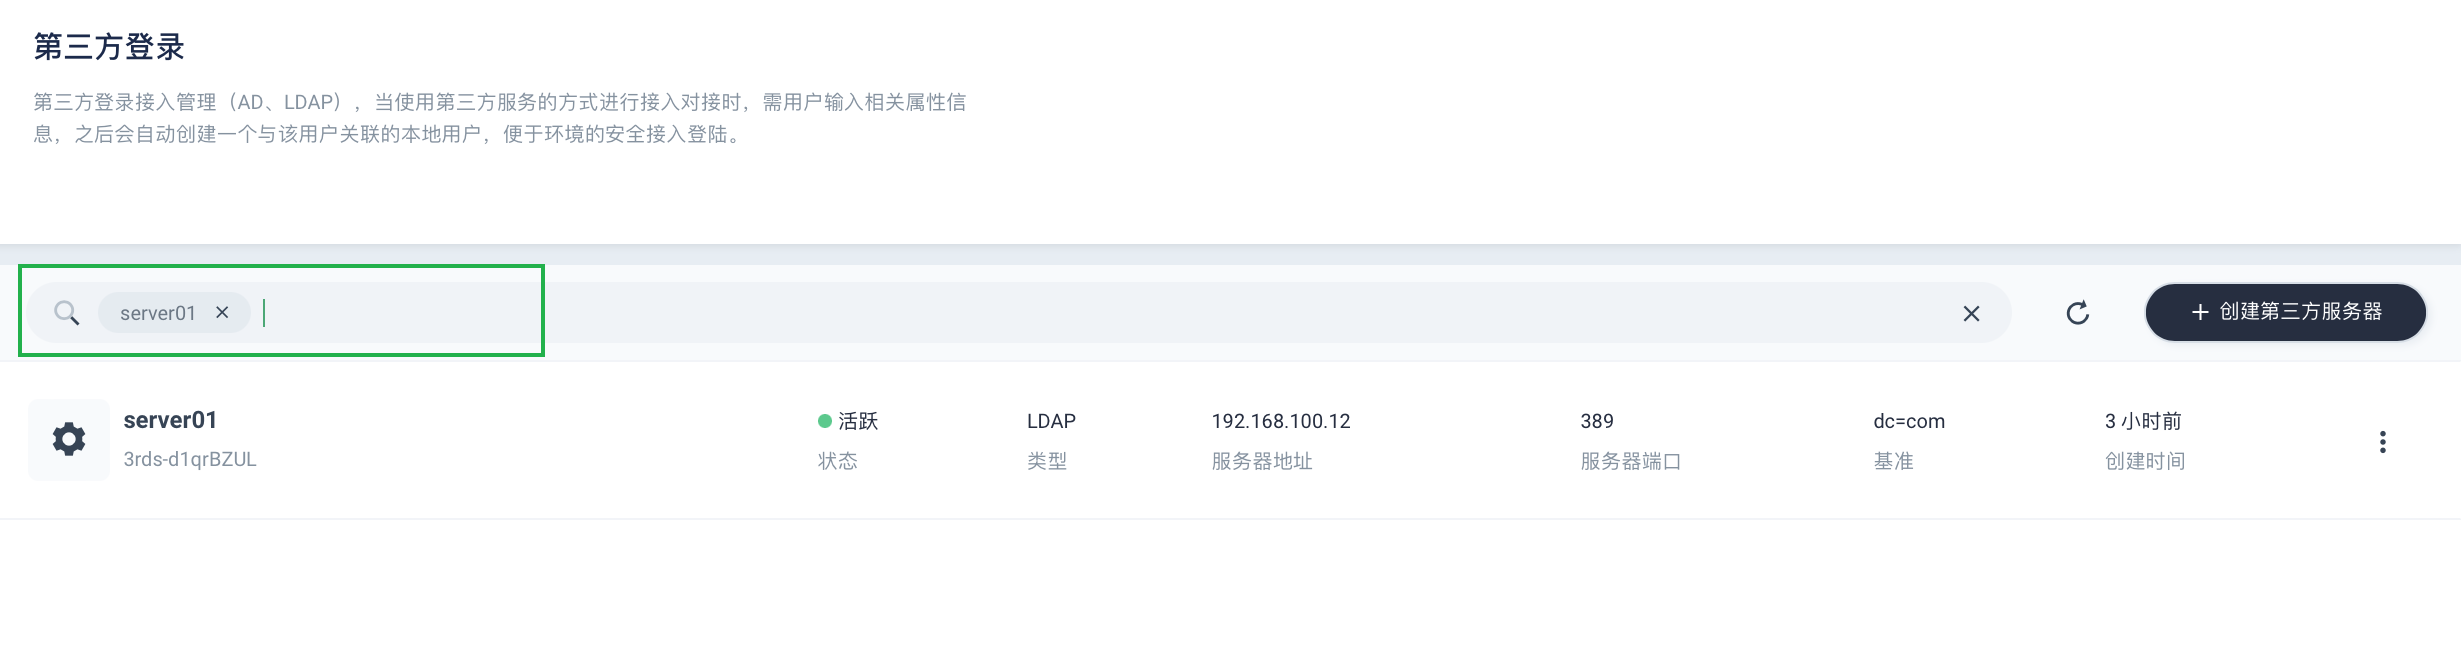 第三方登录
第三方登录接入管理（AD、LDAP），当使用第三方服务的方式进行接入对接时，需用户输入相关属性信
息，之后会自动创建一个与该用户关联的本地用户，便于环境的安全接入登陆。
server01
创建第三方服务器
server01 活跃 LDAP 192.168.100.12 389 dc=com 3 小时前
3rds-d1qrBZUL 状态 类型 服务器地址 服务器端口 基准 创建时间